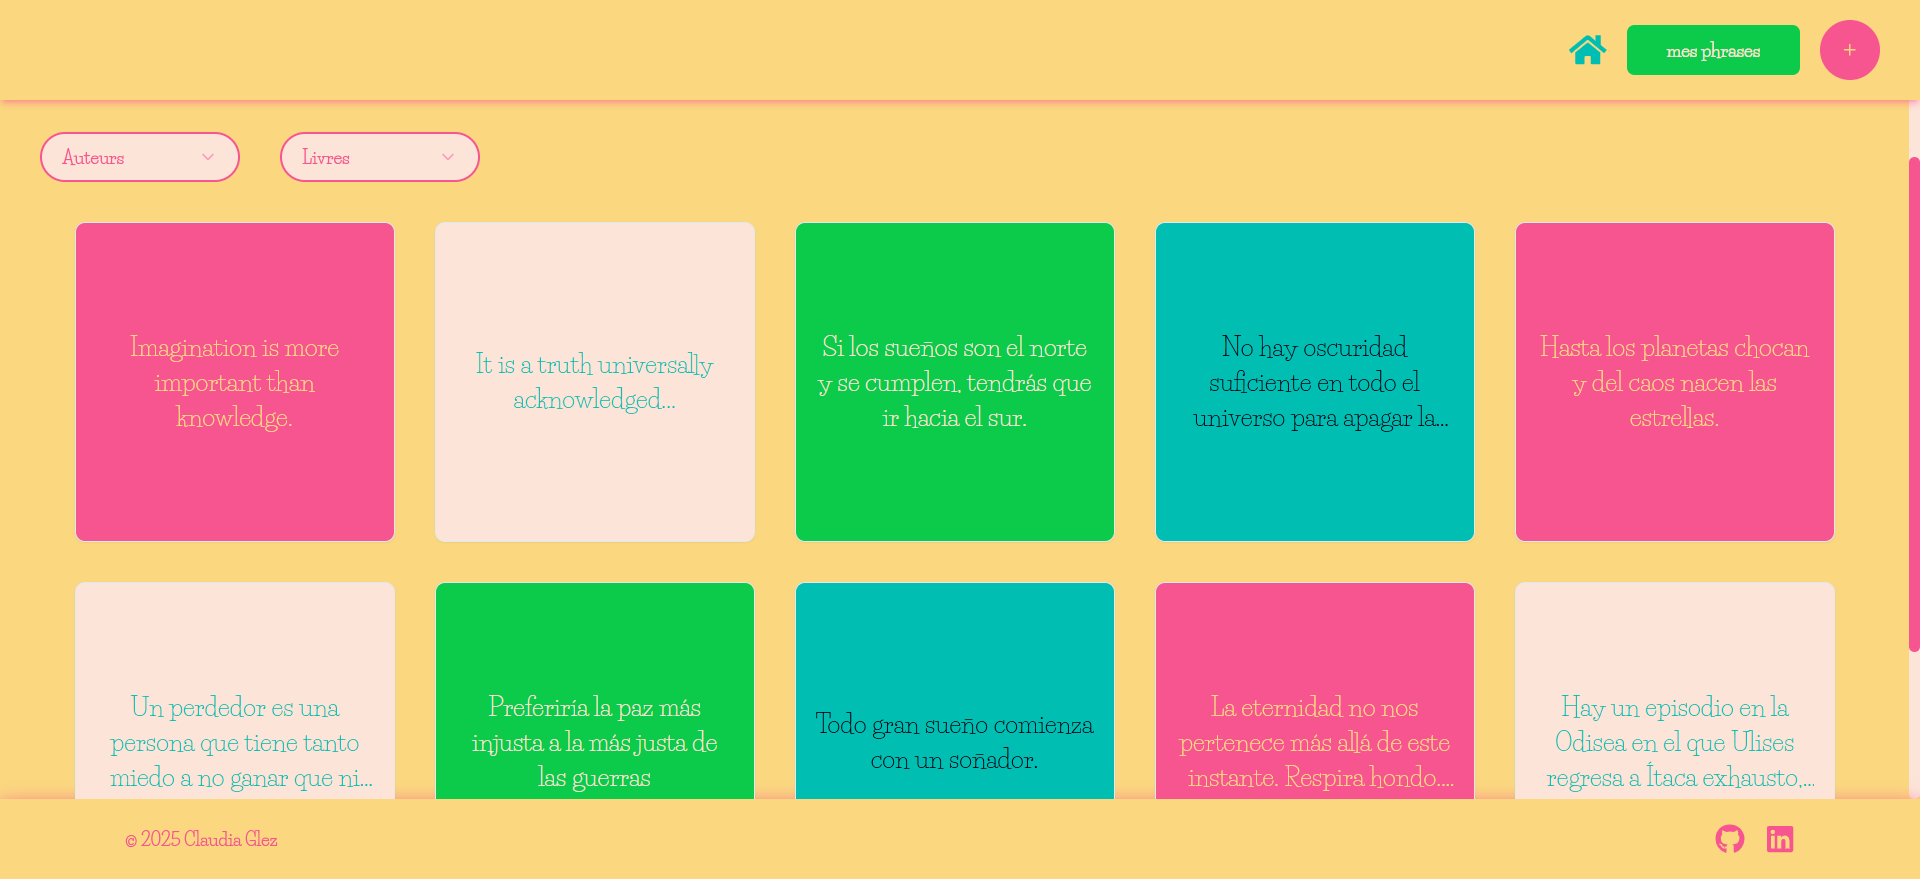 mes phrases
+
Auteurs
Livres
Imagination is more
important than
knowledge.
It is a truth universally
acknowledged...
Si los sueños son el norte
y se cumplen, tendrás que
ir hacia el sur.
No hay oscuridad
suficiente en todo el
universo para apagar la...
Hasta los planetas chocan
y del caos nacen las
estrellas.
Un perdedor es una
persona que tiene tanto
miedo a no ganar que ni...
Preferiría la paz más
injusta a la más justa de
las guerras
Todo gran sueño comienza
con un soñador.
La eternidad no nos
pertenece más allá de este
instante. Respira hondo....
Hay un episodio en la
Odisea en el que Ulises
regresa a Ítaca exhausto,...
© 2025 Claudia Glez
in